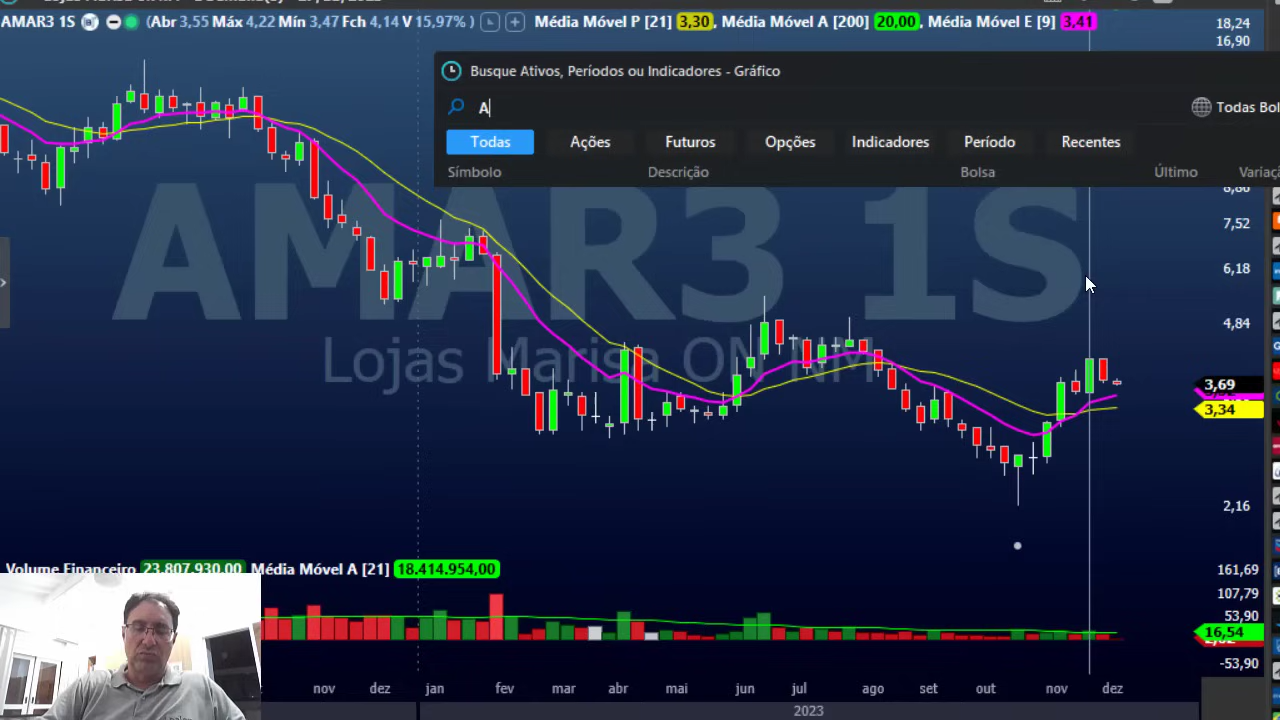 AMAR3 1S (Abr 3,55 Máx 4,22 Mín 3,47 Fch 4,14 V 15,97% ) Média Móvel P [21] 3,30, Média Móvel A [200] 20,00, Média Móvel E [9] 3,41
18,24
16,90
Busque Ativos, Períodos ou Indicadores - Gráfico
A
Todas Bol
Todas Ações Futuros Opções Indicadores Período Recentes
Símbolo Descrição Bolsa Último Variaç
8,86
7,52
6,18
4,84
AMAR3 1S
Lojas Marisa ON NM
3,69
3,34
2,16
Volume Financeiro 23.807.930,00 Média Móvel A [21] 18.414.954,00
161,69
107,79
53,90
16,54
-53,90
nov dez jan fev mar abr mai jun jul ago set out nov dez
2023